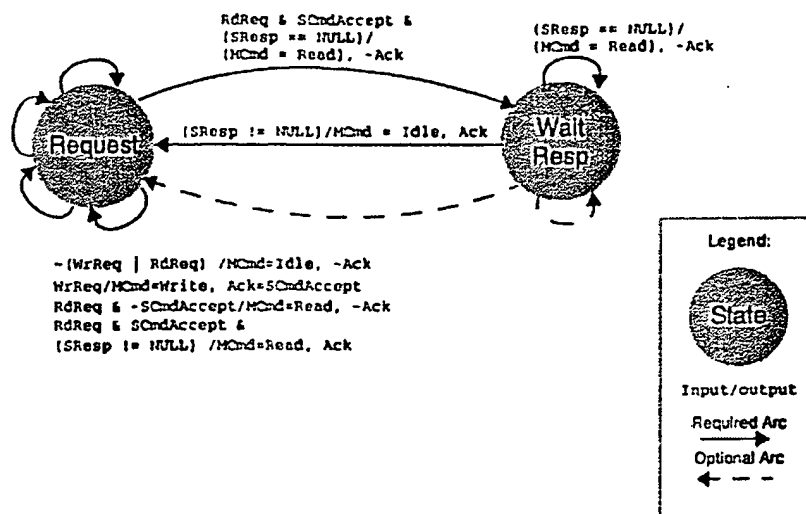 RdReq & SCmdAccept &
(SResp == NULL)/
(MCmd = Read), ~Ack
(SResp == NULL)/
(MCmd = Read), ~Ack
Request
(SResp != NULL)/MCmd = Idle, Ack
Wait
Resp
~(WrReq | RdReq) /MCmd=Idle, ~Ack
WrReq/MCmd=Write, Ack=SCmdAccept
RdReq & ~SCmdAccept/MCmd=Read, ~Ack
RdReq & SCmdAccept &
(SResp != NULL) /MCmd=Read, Ack
Legend:
State
Input/output
Required Arc
Optional Arc